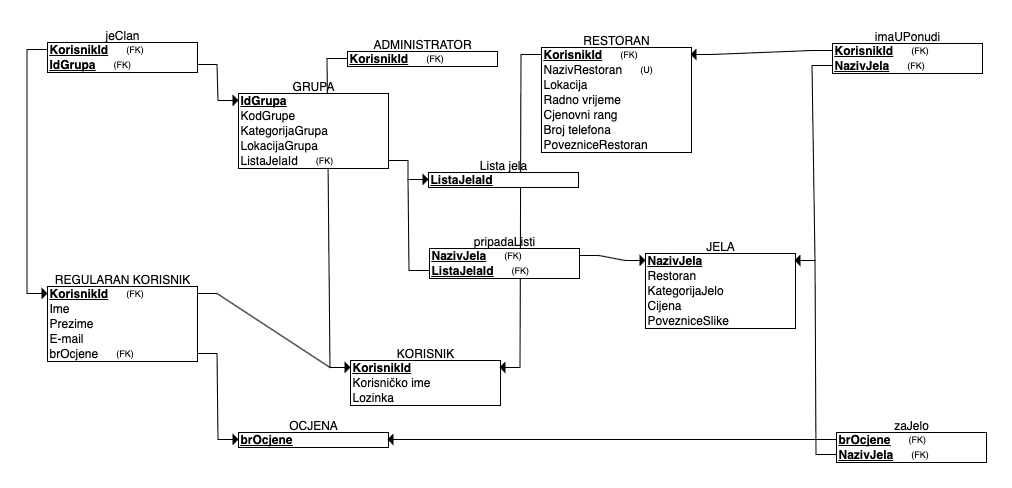 jeClan
KorisnikId (FK)
IdGrupa (FK)
ADMINISTRATOR
KorisnikId (FK)
RESTORAN
KorisnikId (FK)
NazivRestoran (U)
Lokacija
Radno vrijeme
Cjenovni rang
Broj telefona
PovezniceRestoran
imaUPonudi
KorisnikId (FK)
NazivJela (FK)
GRUPA
IdGrupa
KodGrupe
KategorijaGrupa
LokacijaGrupa
ListaJelaId (FK)
Lista jela
ListaJelaId
pripadaListi
NazivJela (FK)
ListaJelaId (FK)
JELA
NazivJela
Restoran
KategorijaJelo
Cijena
PovezniceSlike
REGULARAN KORISNIK
KorisnikId (FK)
Ime
Prezime
E-mail
brOcjene (FK)
KORISNIK
KorisnikId
Korisničko ime
Lozinka
OCJENA
brOcjene
zaJelo
brOcjene (FK)
NazivJela (FK)